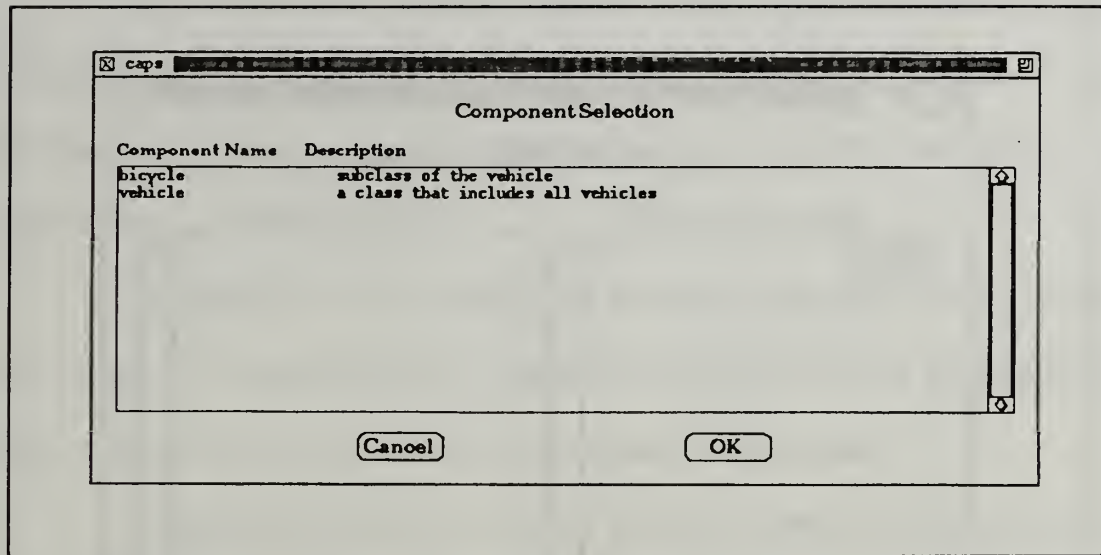 caps
Component Selection
Component Name Description
bicycle subclass of the vehicle
vehicle a class that includes all vehicles
Cancel OK